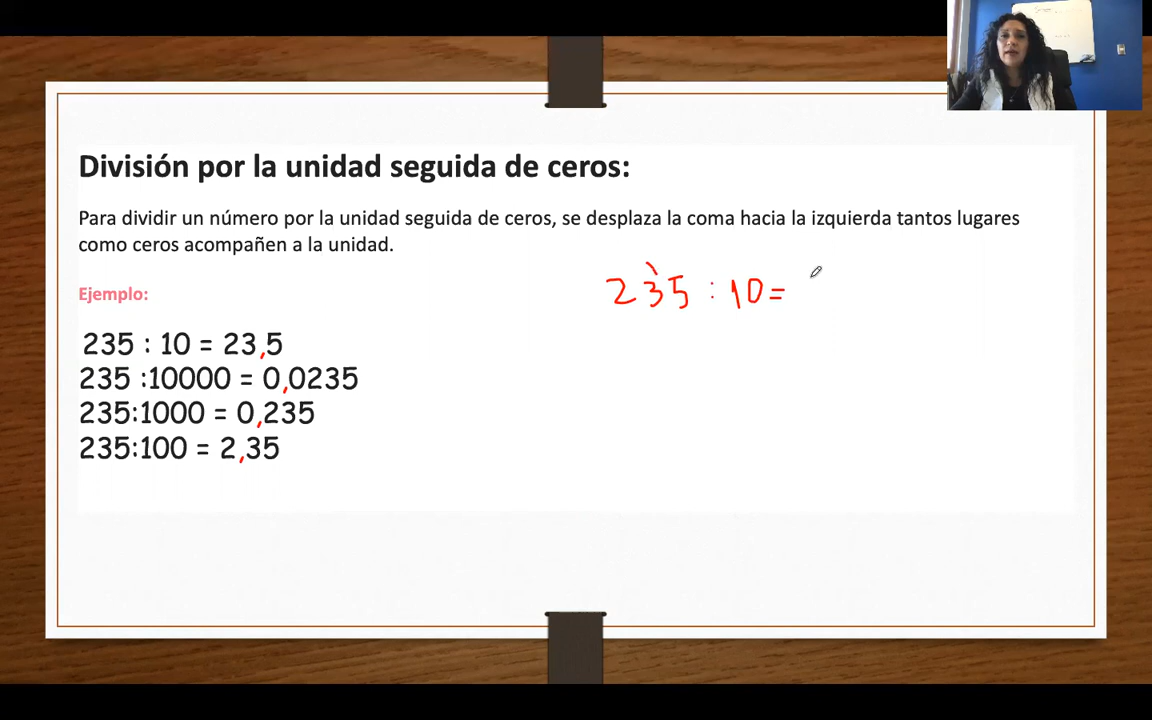 División por la unidad seguida de ceros:
Para dividir un número por la unidad seguida de ceros, se desplaza la coma hacia la izquierda tantos lugares
como ceros acompañen a la unidad.
Ejemplo:
235 : 10 = 23,5
235 :10000 = 0,0235
235:1000 = 0,235
235:100 = 2,35
235 : 10 =